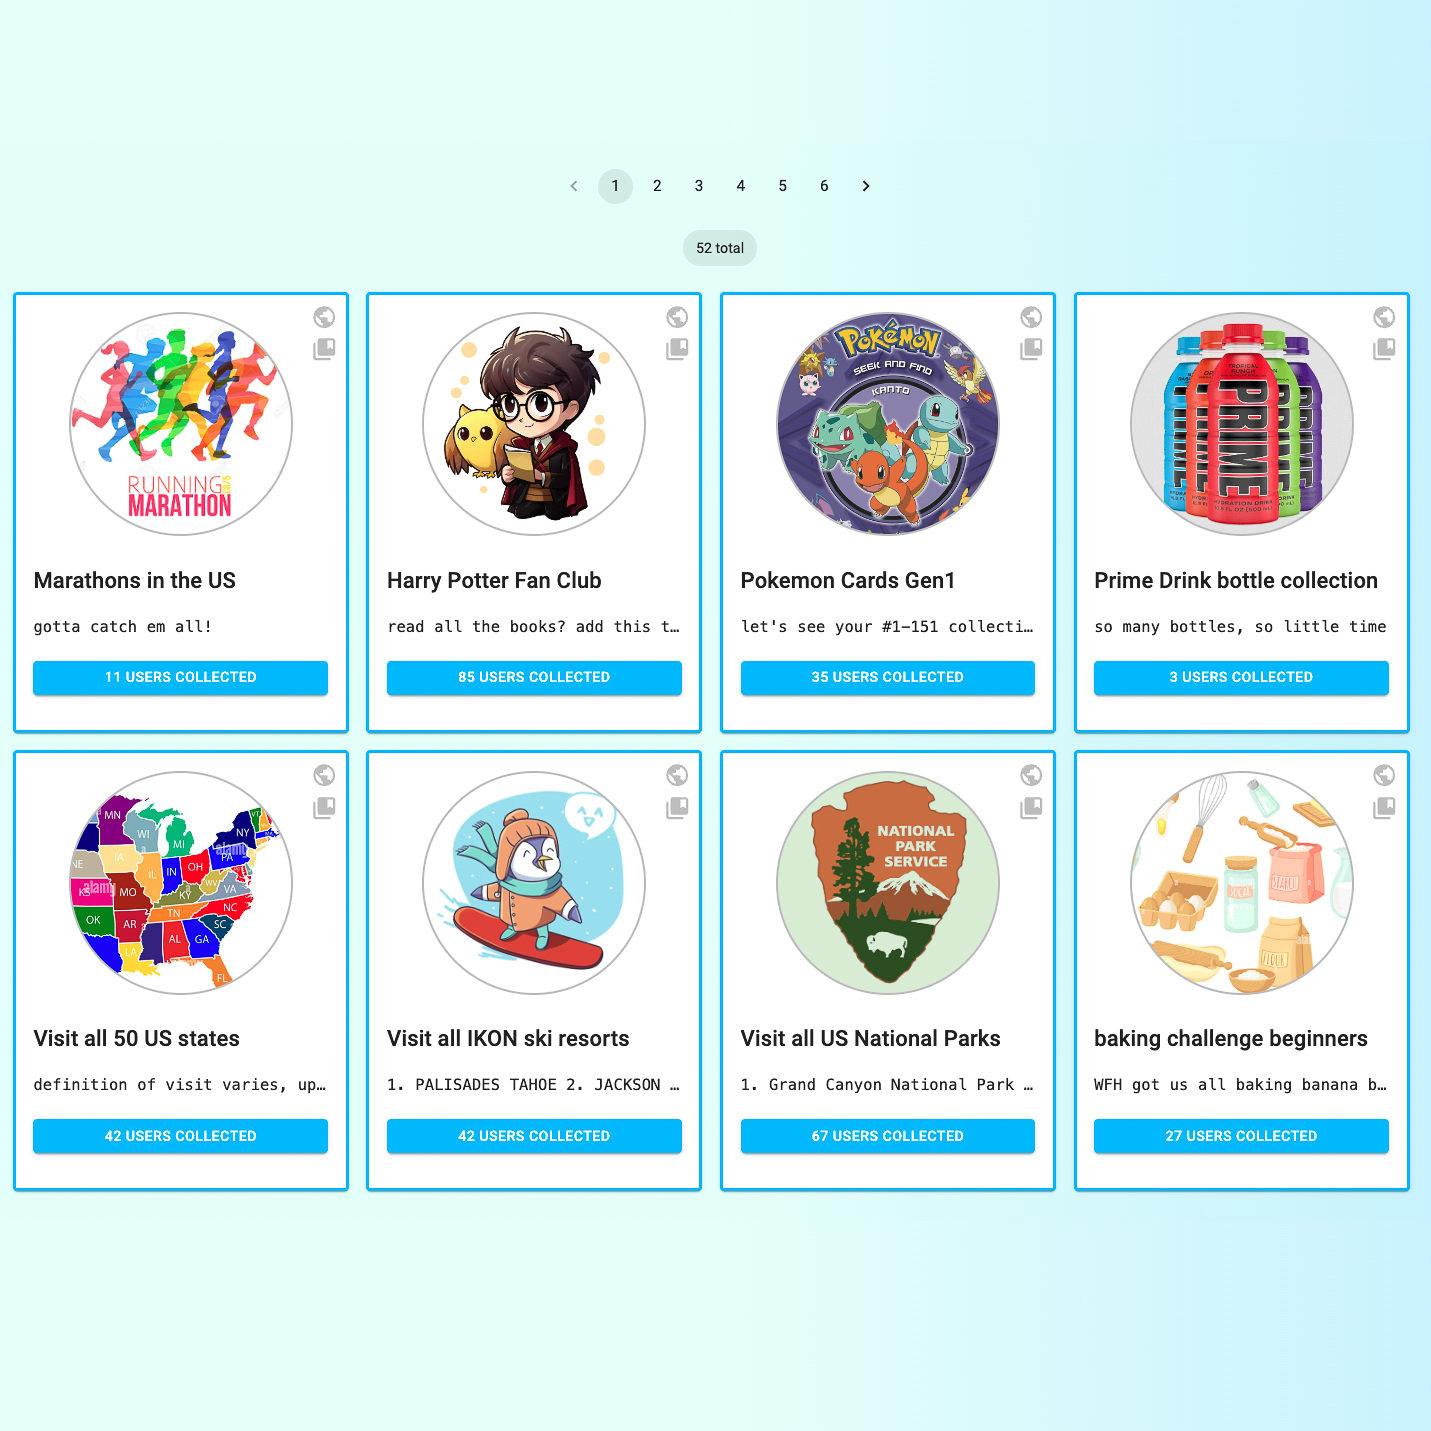 1 2 3 4 5 6
52 total
RUNNING
MARATHON
POKéMON
SEEK AND FIND
KANTO
TROPICAL
PUNCH
PRIME
HYDRATION DRINK
Marathons in the US
Harry Potter Fan Club
Pokemon Cards Gen1
Prime Drink bottle collection
gotta catch em all!
read all the books? add this t…
let's see your #1-151 collecti…
so many bottles, so little time
11 USERS COLLECTED
85 USERS COLLECTED
35 USERS COLLECTED
3 USERS COLLECTED
MN
WI
MI
NY
VT
NE
IA
IL
IN
OH
PA
alamy
KS
alamy
MO
KY
WV
VA
OK
AR
TN
NC
SC
AL
GA
LA
FL
NATIONAL
PARK
SERVICE
SUGAR
FLOUR
Visit all 50 US states
Visit all IKON ski resorts
Visit all US National Parks
baking challenge beginners
definition of visit varies, up…
1. PALISADES TAHOE 2. JACKSON …
1. Grand Canyon National Park …
WFH got us all baking banana b…
42 USERS COLLECTED
42 USERS COLLECTED
67 USERS COLLECTED
27 USERS COLLECTED